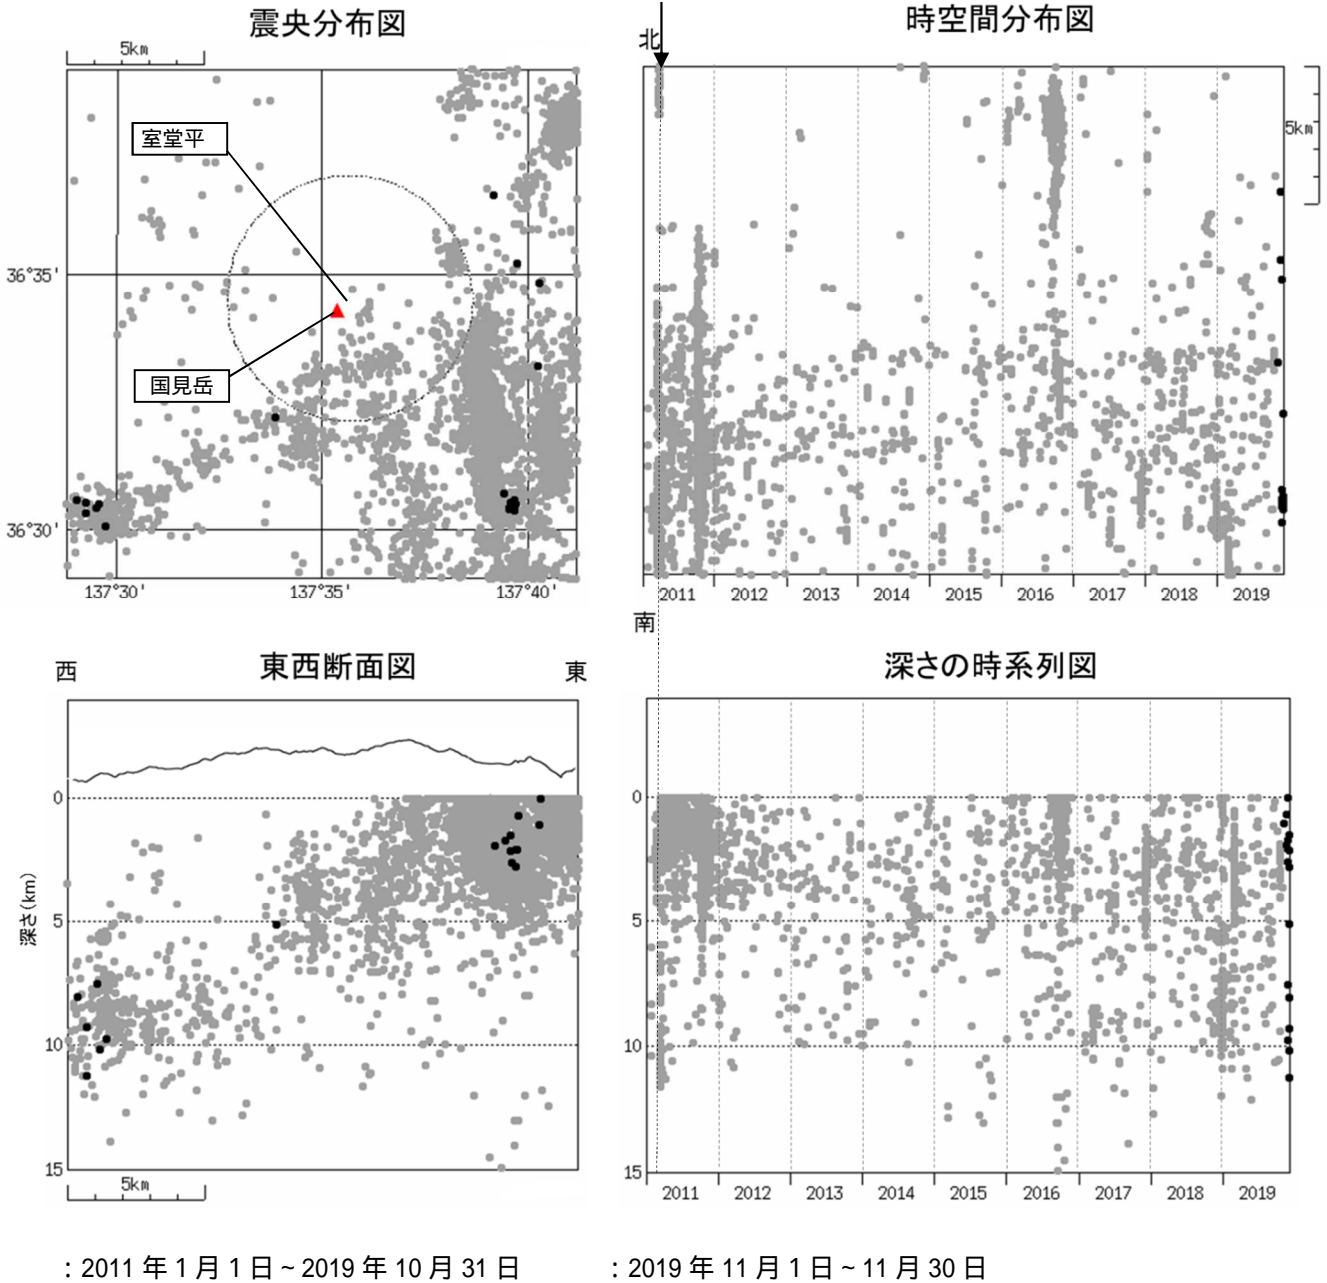 震央分布図
5km
室堂平
36°35'
国見岳
36°30'
137°30' 137°35' 137°40'
時空間分布図
北
5km
2011 2012 2013 2014 2015 2016 2017 2018 2019
南
東西断面図
西 東
0
5
10
15
深さ(km)
5km
深さの時系列図
0
5
10
15
2011 2012 2013 2014 2015 2016 2017 2018 2019
:2011 年 1 月 1 日~2019 年 10 月 31 日 :2019 年 11 月 1 日~11 月 30 日